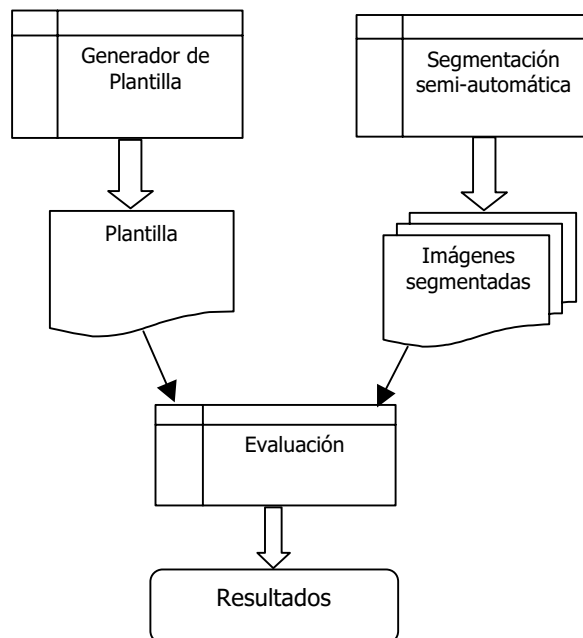 Generador de
Plantilla
Segmentación
semi-automática
Plantilla
Imágenes
segmentadas
Evaluación
Resultados